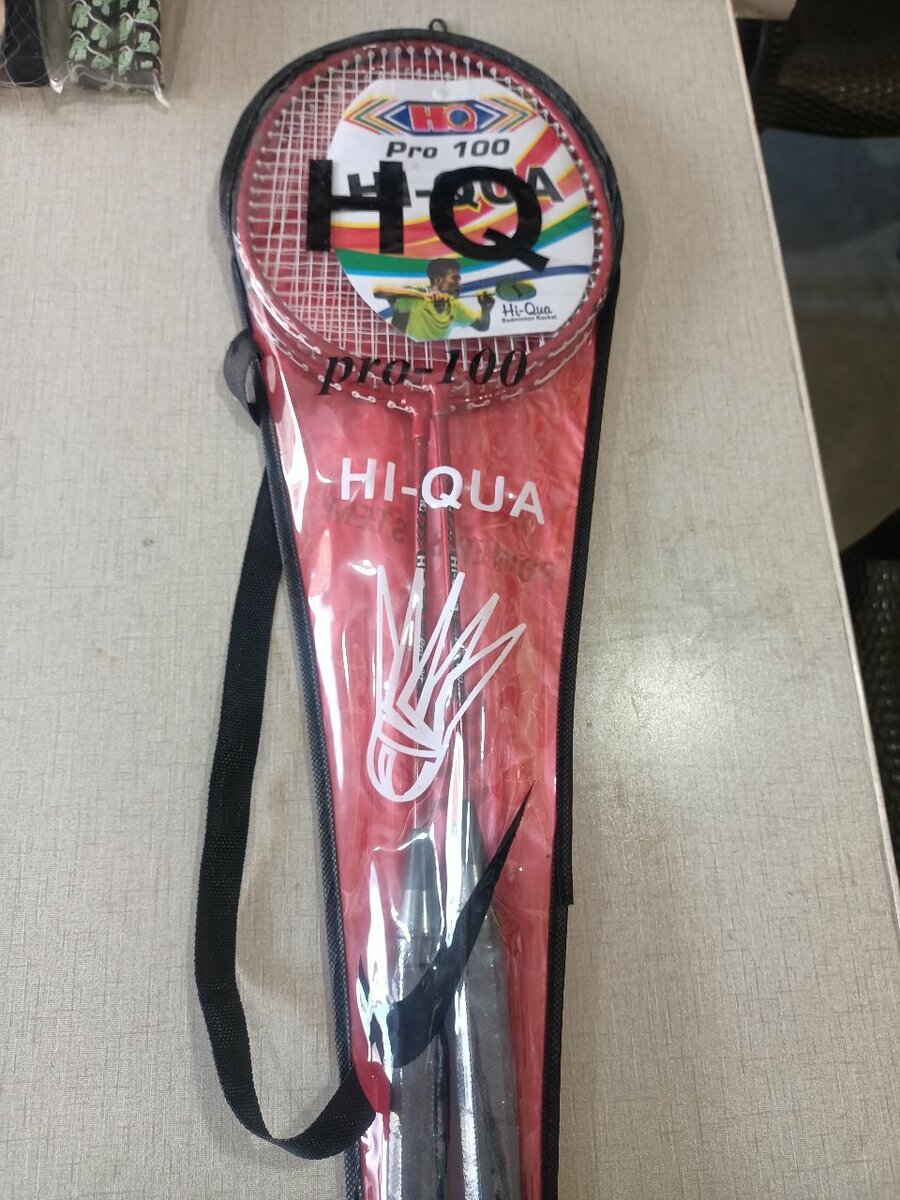 HQ
Pro 100
HI-QUA
HQ
Hi-Qua
Badminton Racket
pro-100
HI-QUA